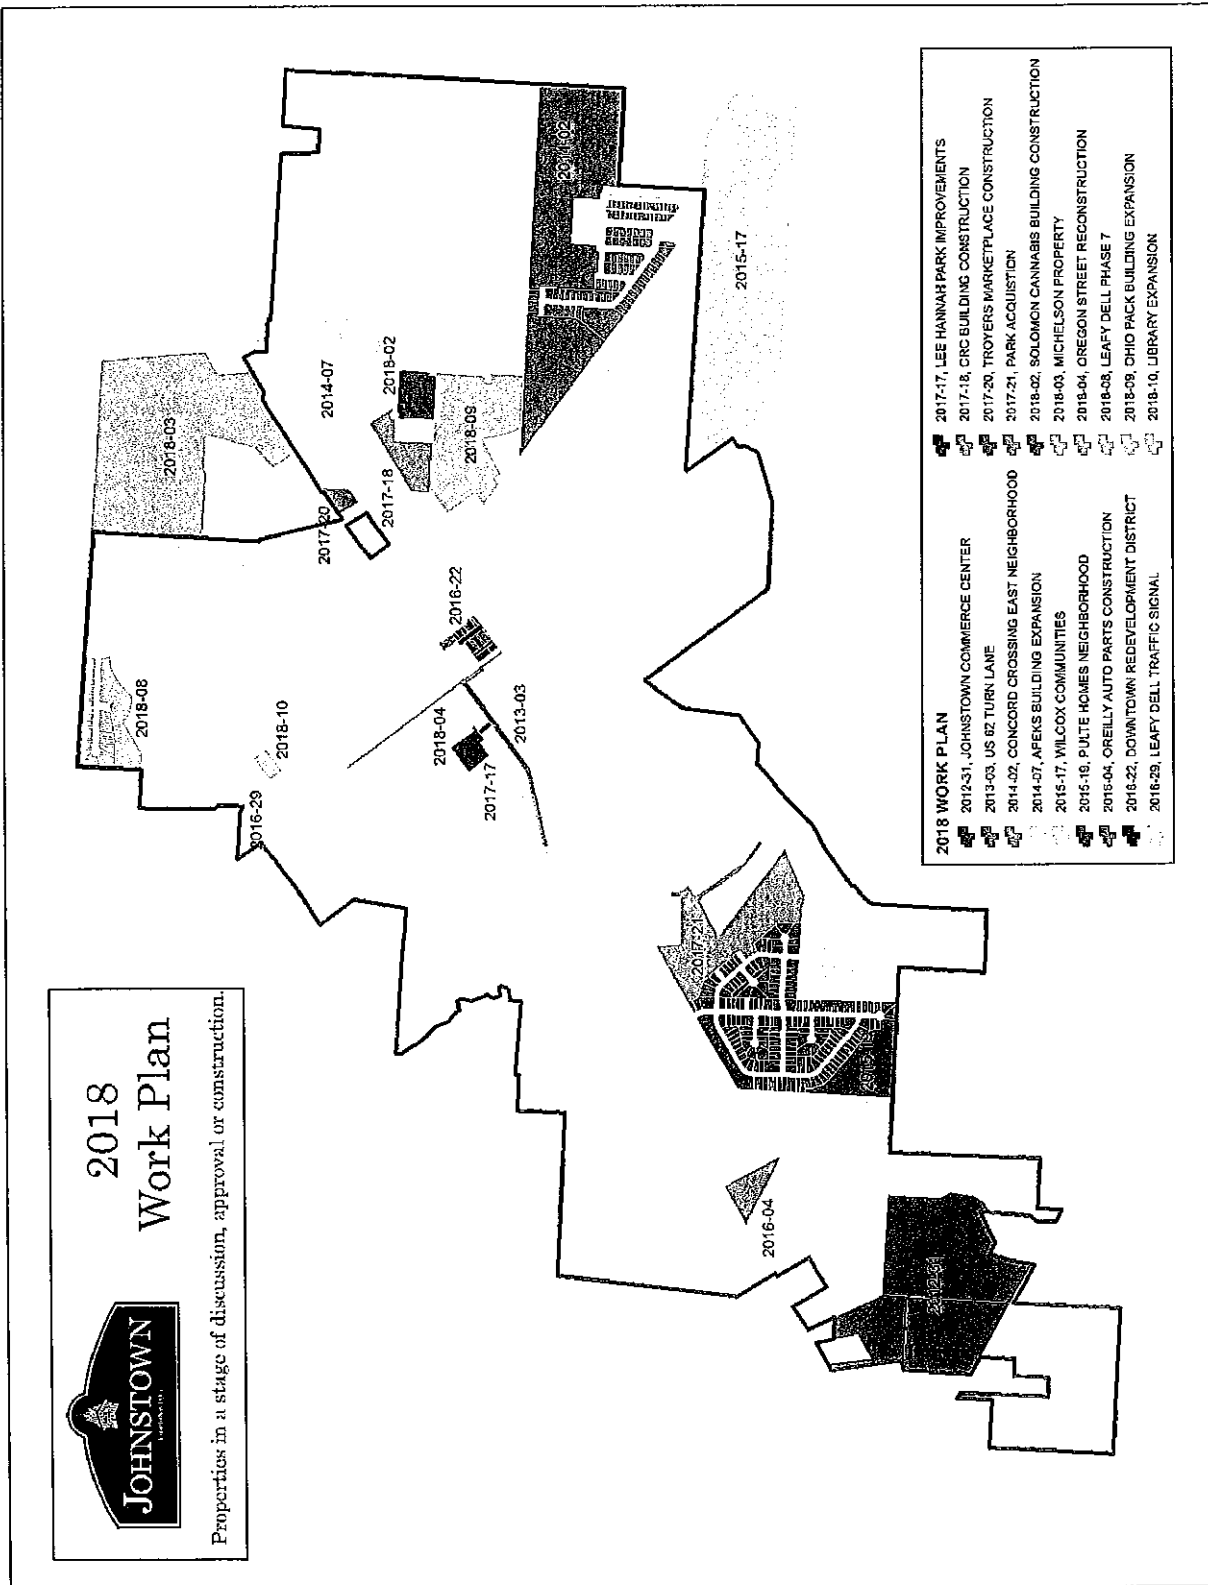 JOHNSTOWN
2018
Work Plan
Properties in a stage of discussion, approval or construction.
2018-08
2018-10
2016-29
2018-03
2014-07
2017-20
2017-18
2018-02
2018-09
2014-02
2015-17
2016-22
2018-04
2017-17
2013-03
2017-21
2016-04
2012-31
2018 WORK PLAN
2012-31, JOHNSTOWN COMMERCE CENTER
2013-03, US 62 TURN LANE
2014-02, CONCORD CROSSING EAST NEIGHBORHOOD
2014-07, APEKS BUILDING EXPANSION
2015-17, WILCOX COMMUNITIES
2015-19, PULTE HOMES NEIGHBORHOOD
2016-04, OREILLY AUTO PARTS CONSTRUCTION
2016-22, DOWNTOWN REDEVELOPMENT DISTRICT
2016-29, LEAFY DELL TRAFFIC SIGNAL
2017-17, LEE HANNAH PARK IMPROVEMENTS
2017-18, CRC BUILDING CONSTRUCTION
2017-20, TROYERS MARKETPLACE CONSTRUCTION
2017-21, PARK ACQUISTION
2018-02, SOLOMON CANNABIS BUILDING CONSTRUCTION
2018-03, MICHELSON PROPERTY
2018-04, OREGON STREET RECONSTRUCTION
2018-08, LEAFY DELL PHASE 7
2018-09, OHIO PACK BUILDING EXPANSION
2018-10, LIBRARY EXPANSION